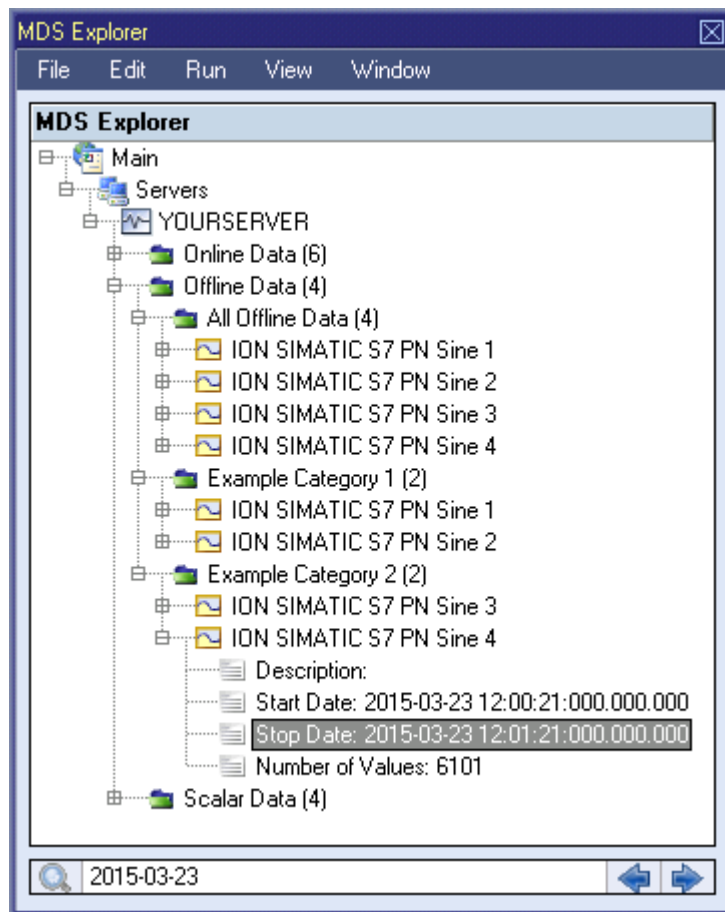 MDS Explorer
File Edit Run View Window
MDS Explorer
Main
Servers
YOURSERVER
Online Data (6)
Offline Data (4)
All Offline Data (4)
ION SIMATIC S7 PN Sine 1
ION SIMATIC S7 PN Sine 2
ION SIMATIC S7 PN Sine 3
ION SIMATIC S7 PN Sine 4
Example Category 1 (2)
ION SIMATIC S7 PN Sine 1
ION SIMATIC S7 PN Sine 2
Example Category 2 (2)
ION SIMATIC S7 PN Sine 3
ION SIMATIC S7 PN Sine 4
Description:
Start Date: 2015-03-23 12:00:21:000.000.000
Stop Date: 2015-03-23 12:01:21:000.000.000
Number of Values: 6101
Scalar Data (4)
2015-03-23